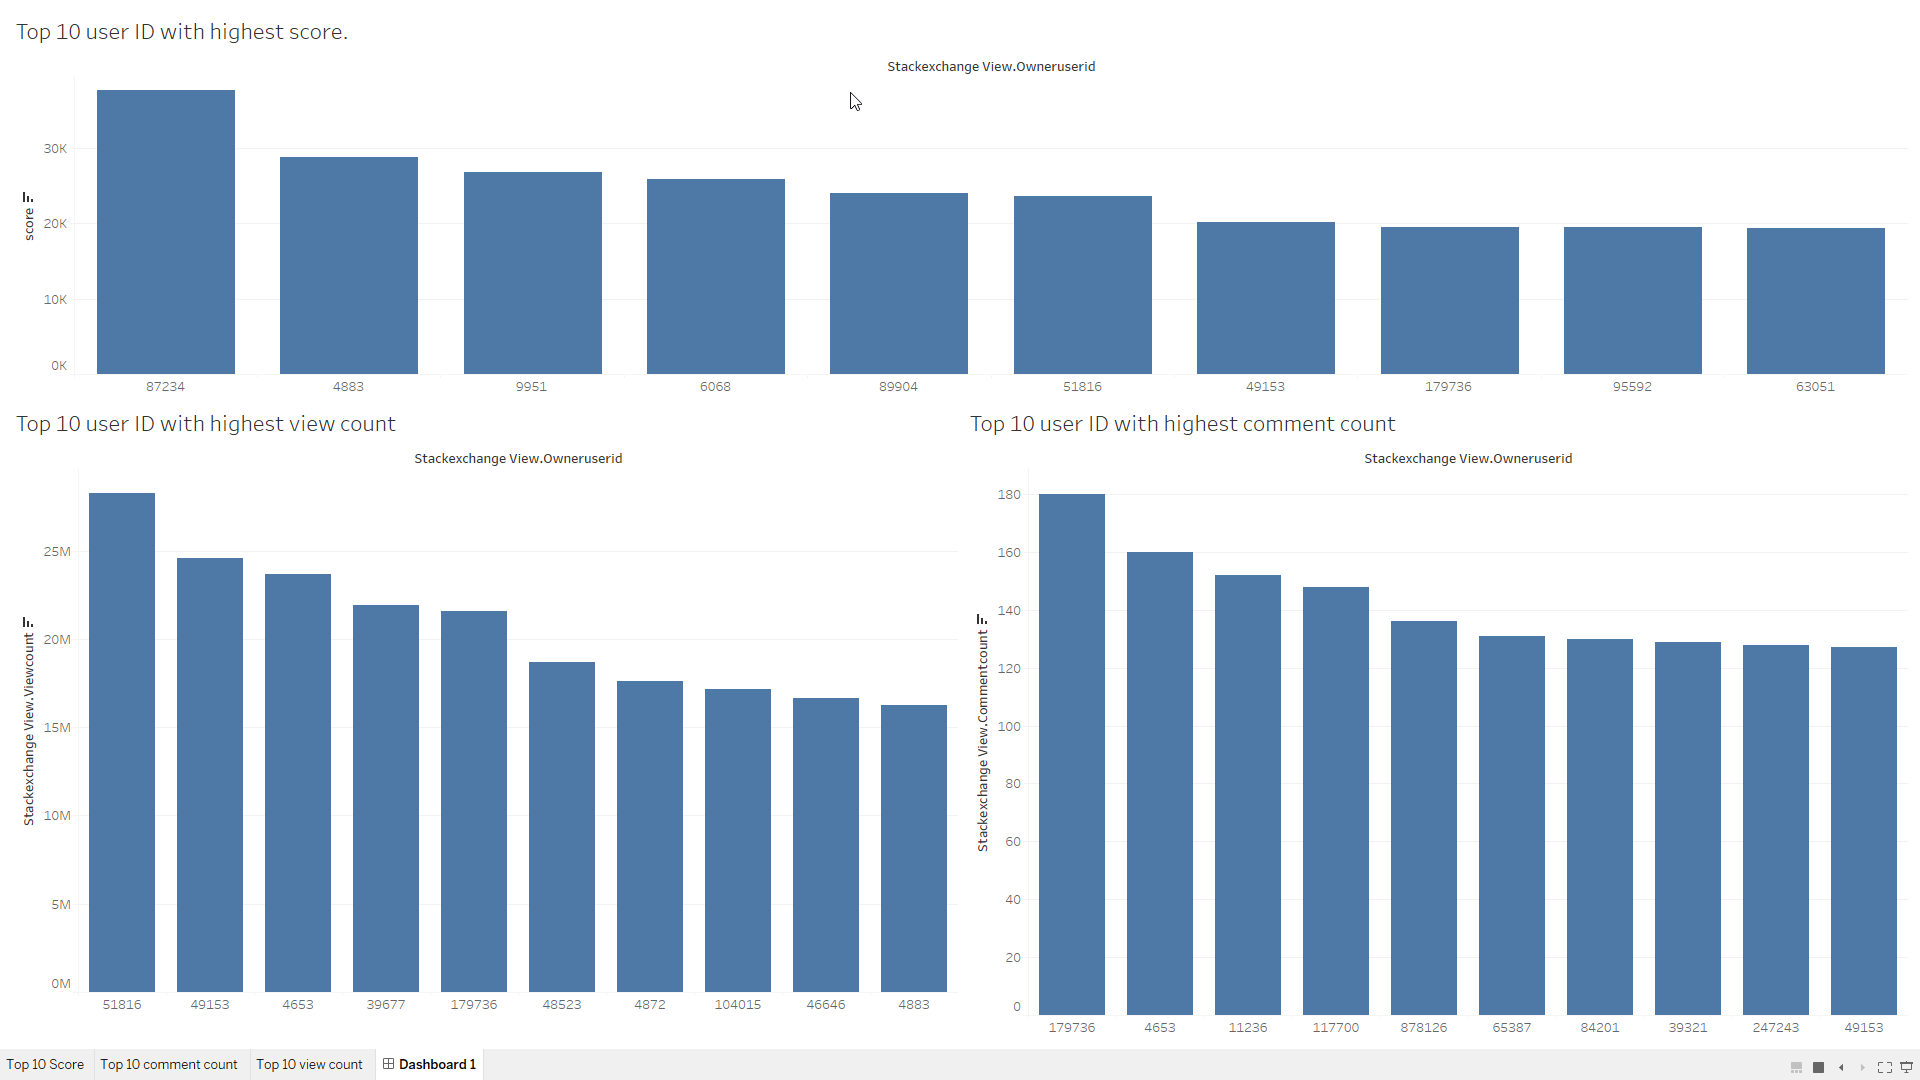 Top 10 user ID with highest score.
Stackexchange View.Owneruserid
score
30K
20K
10K
0K
87234 4883 9951 6068 89904 51816 49153 179736 95592 63051
Top 10 user ID with highest view count
Stackexchange View.Owneruserid
Stackexchange View.Viewcount
25M
20M
15M
10M
5M
0M
51816 49153 4653 39677 179736 48523 4872 104015 46646 4883
Top 10 user ID with highest comment count
Stackexchange View.Owneruserid
Stackexchange View.Commentcount
180
160
140
120
100
80
60
40
20
0
179736 4653 11236 117700 878126 65387 84201 39321 247243 49153
Top 10 Score Top 10 comment count Top 10 view count Dashboard 1